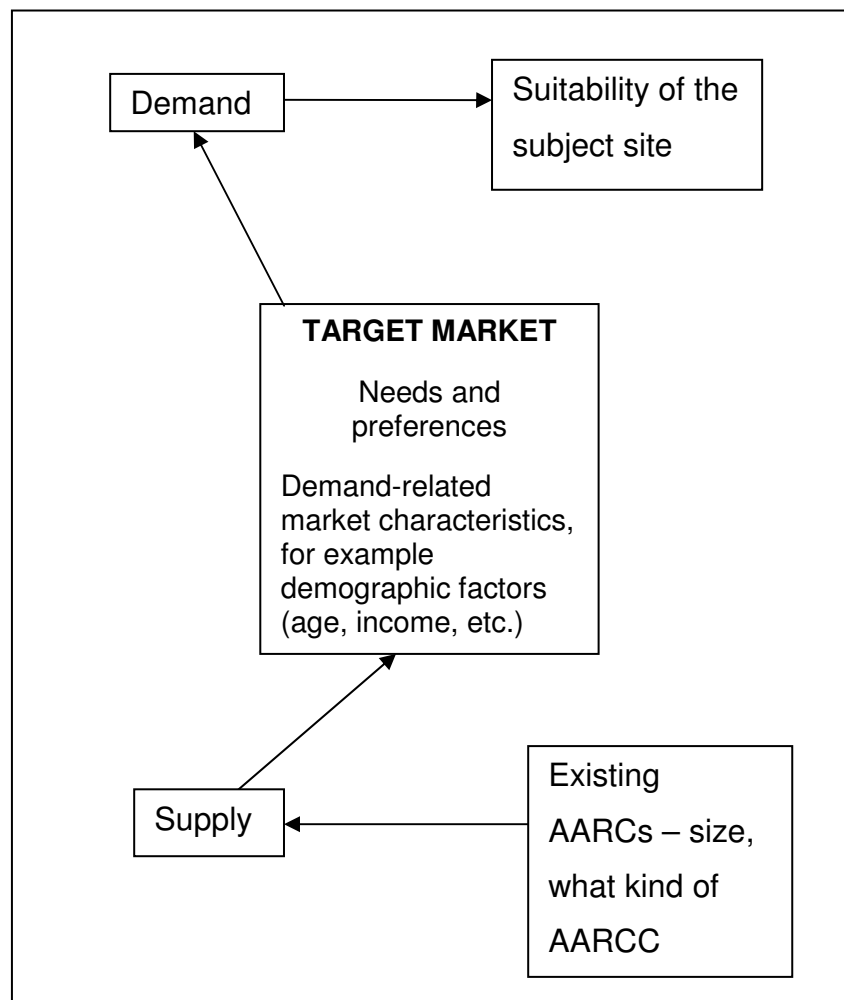 Demand
Suitability of the
subject site
TARGET MARKET
Needs and
preferences
Demand-related
market characteristics,
for example
demographic factors
(age, income, etc.)
Supply
Existing
AARCs – size,
what kind of
AARCC